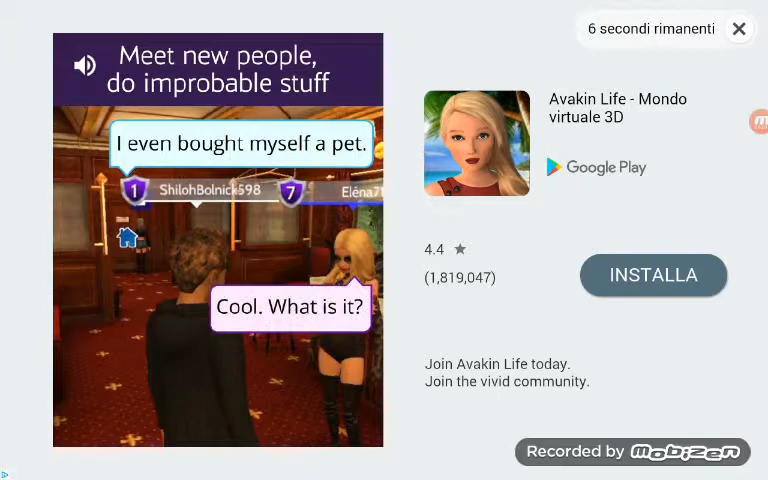 6 secondi rimanenti
Meet new people,
do improbable stuff
I even bought myself a pet.
1
ShilohBolnick598
7
Eléna71
Cool. What is it?
Avakin Life - Mondo
virtuale 3D
Google Play
4.4
(1,819,047)
INSTALLA
Join Avakin Life today.
Join the vivid community.
Recorded by mobizen